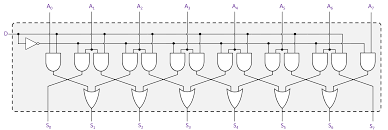 A₀ A₁ A₂ A₃ A₄ A₅ A₆ A₇
D
S₀ S₁ S₂ S₃ S₄ S₅ S₆ S₇